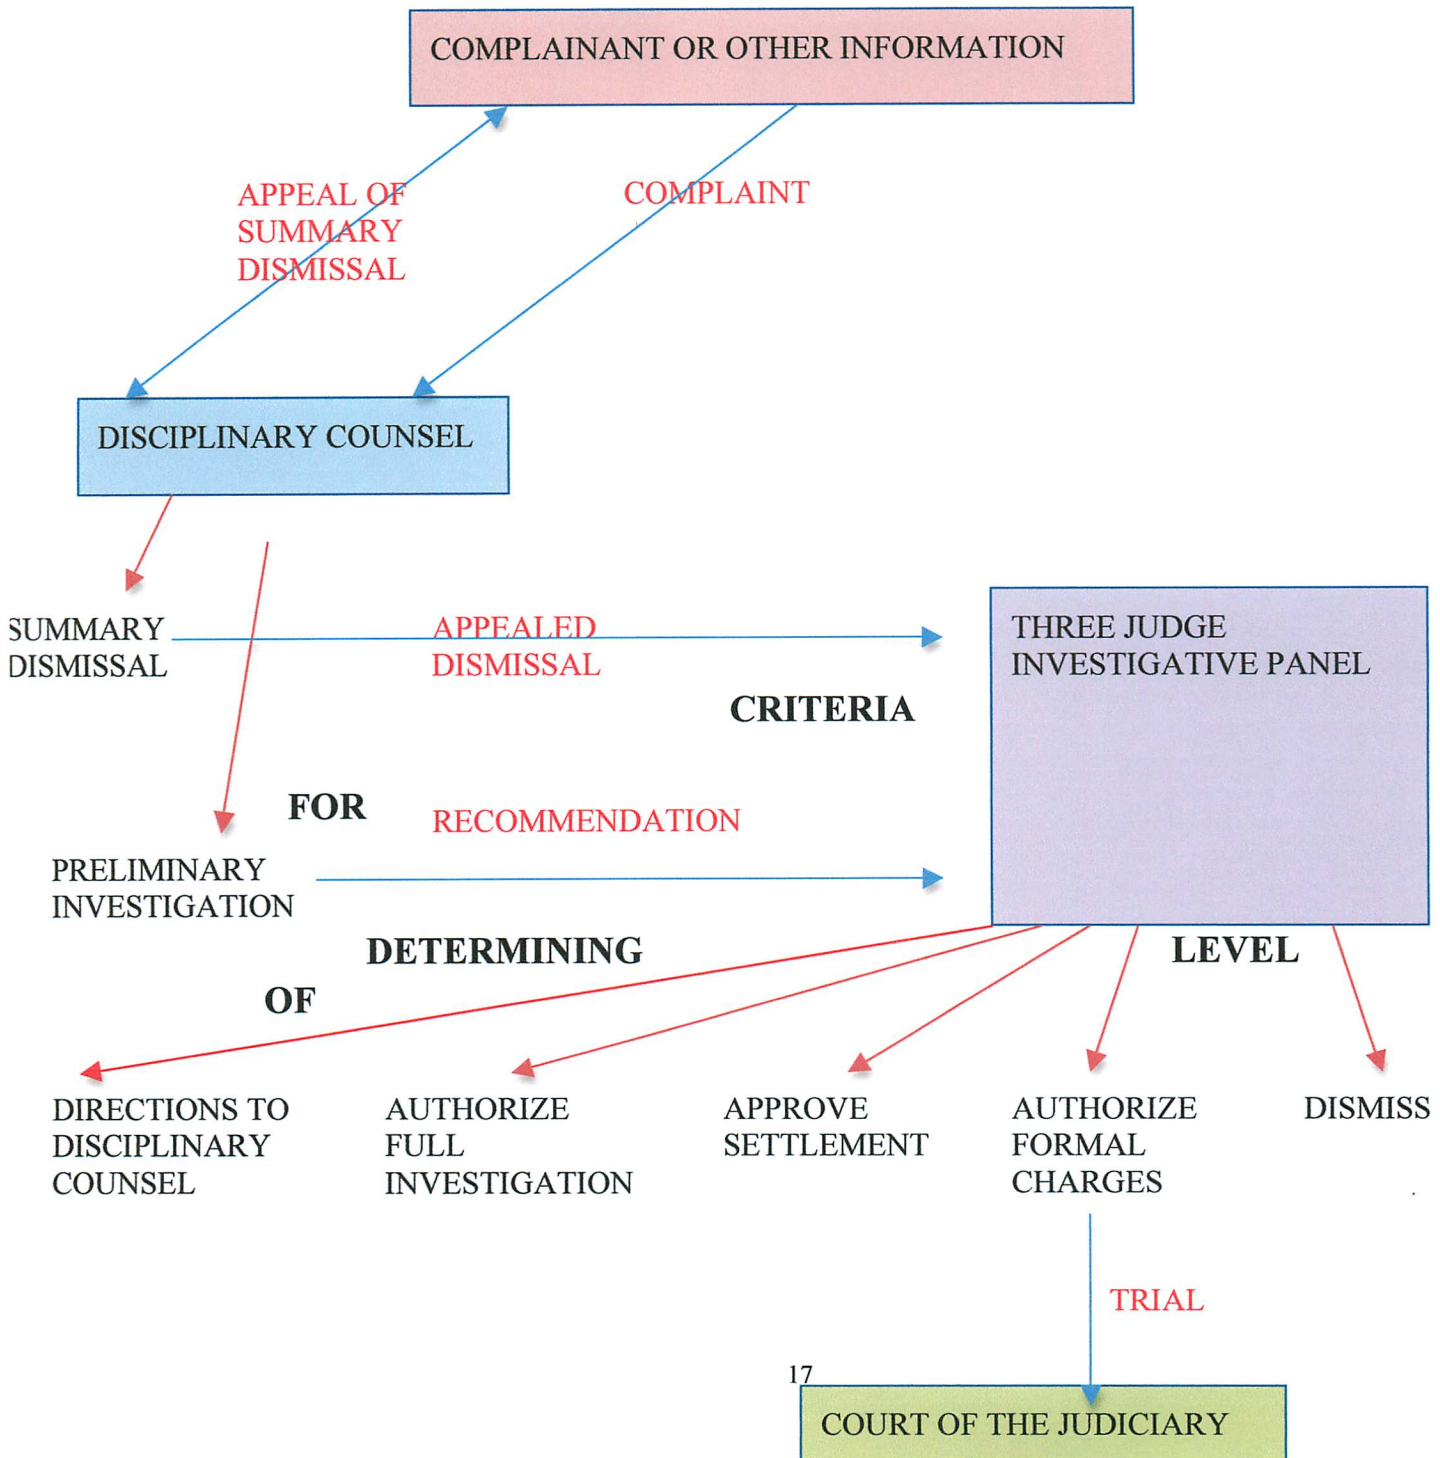 COMPLAINANT OR OTHER INFORMATION
APPEAL OF
SUMMARY
DISMISSAL
COMPLAINT
DISCIPLINARY COUNSEL
SUMMARY
DISMISSAL
APPEALED
DISMISSAL
THREE JUDGE
INVESTIGATIVE PANEL
CRITERIA
FOR
RECOMMENDATION
PRELIMINARY
INVESTIGATION
DETERMINING
LEVEL
OF
DIRECTIONS TO
DISCIPLINARY
COUNSEL
AUTHORIZE
FULL
INVESTIGATION
APPROVE
SETTLEMENT
AUTHORIZE
FORMAL
CHARGES
DISMISS
TRIAL
17
COURT OF THE JUDICIARY